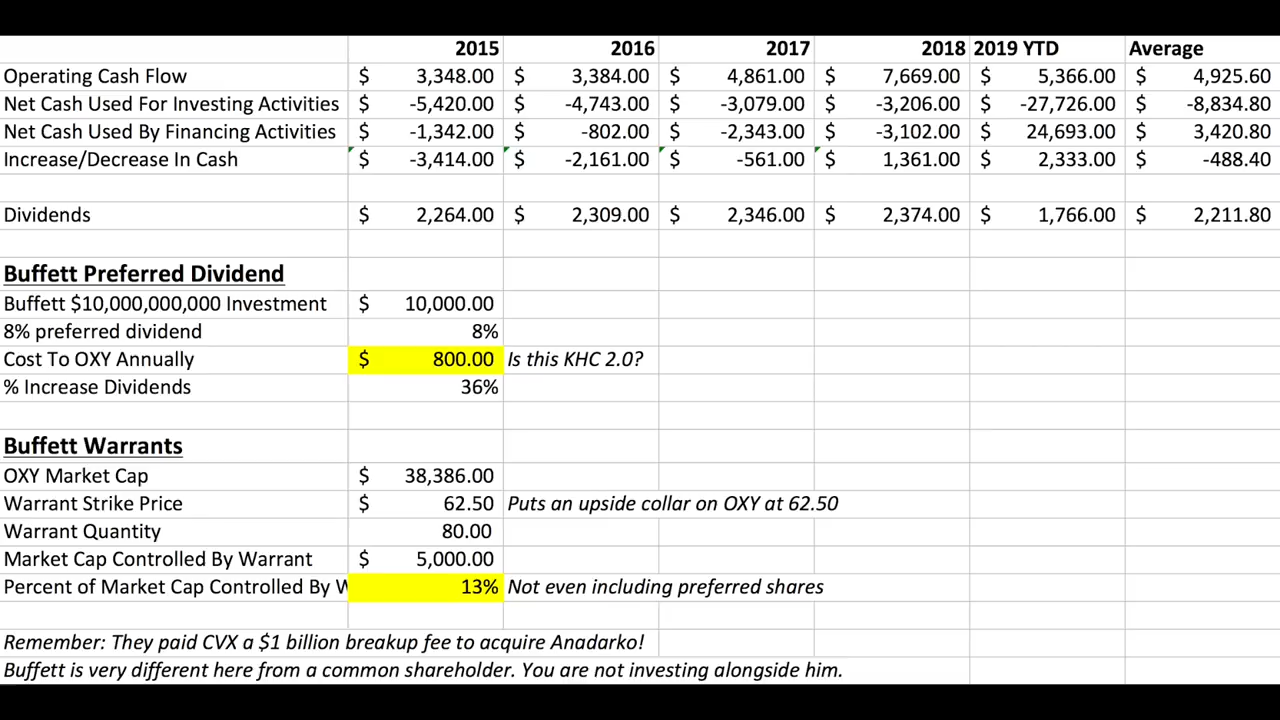 2015 2016 2017 2018 2019 YTD Average
Operating Cash Flow $ 3,348.00 $ 3,384.00 $ 4,861.00 $ 7,669.00 $ 5,366.00 $ 4,925.60
Net Cash Used For Investing Activities $ -5,420.00 $ -4,743.00 $ -3,079.00 $ -3,206.00 $ -27,726.00 $ -8,834.80
Net Cash Used By Financing Activities $ -1,342.00 $ -802.00 $ -2,343.00 $ -3,102.00 $ 24,693.00 $ 3,420.80
Increase/Decrease In Cash $ -3,414.00 $ -2,161.00 $ -561.00 $ 1,361.00 $ 2,333.00 $ -488.40
Dividends $ 2,264.00 $ 2,309.00 $ 2,346.00 $ 2,374.00 $ 1,766.00 $ 2,211.80
Buffett Preferred Dividend
Buffett $10,000,000,000 Investment $ 10,000.00
8% preferred dividend 8%
Cost To OXY Annually $ 800.00 Is this KHC 2.0?
% Increase Dividends 36%
Buffett Warrants
OXY Market Cap $ 38,386.00
Warrant Strike Price $ 62.50 Puts an upside collar on OXY at 62.50
Warrant Quantity 80.00
Market Cap Controlled By Warrant $ 5,000.00
Percent of Market Cap Controlled By 13% Not even including preferred shares
Remember: They paid CVX a $1 billion breakup fee to acquire Anadarko!
Buffett is very different here from a common shareholder. You are not investing alongside him.